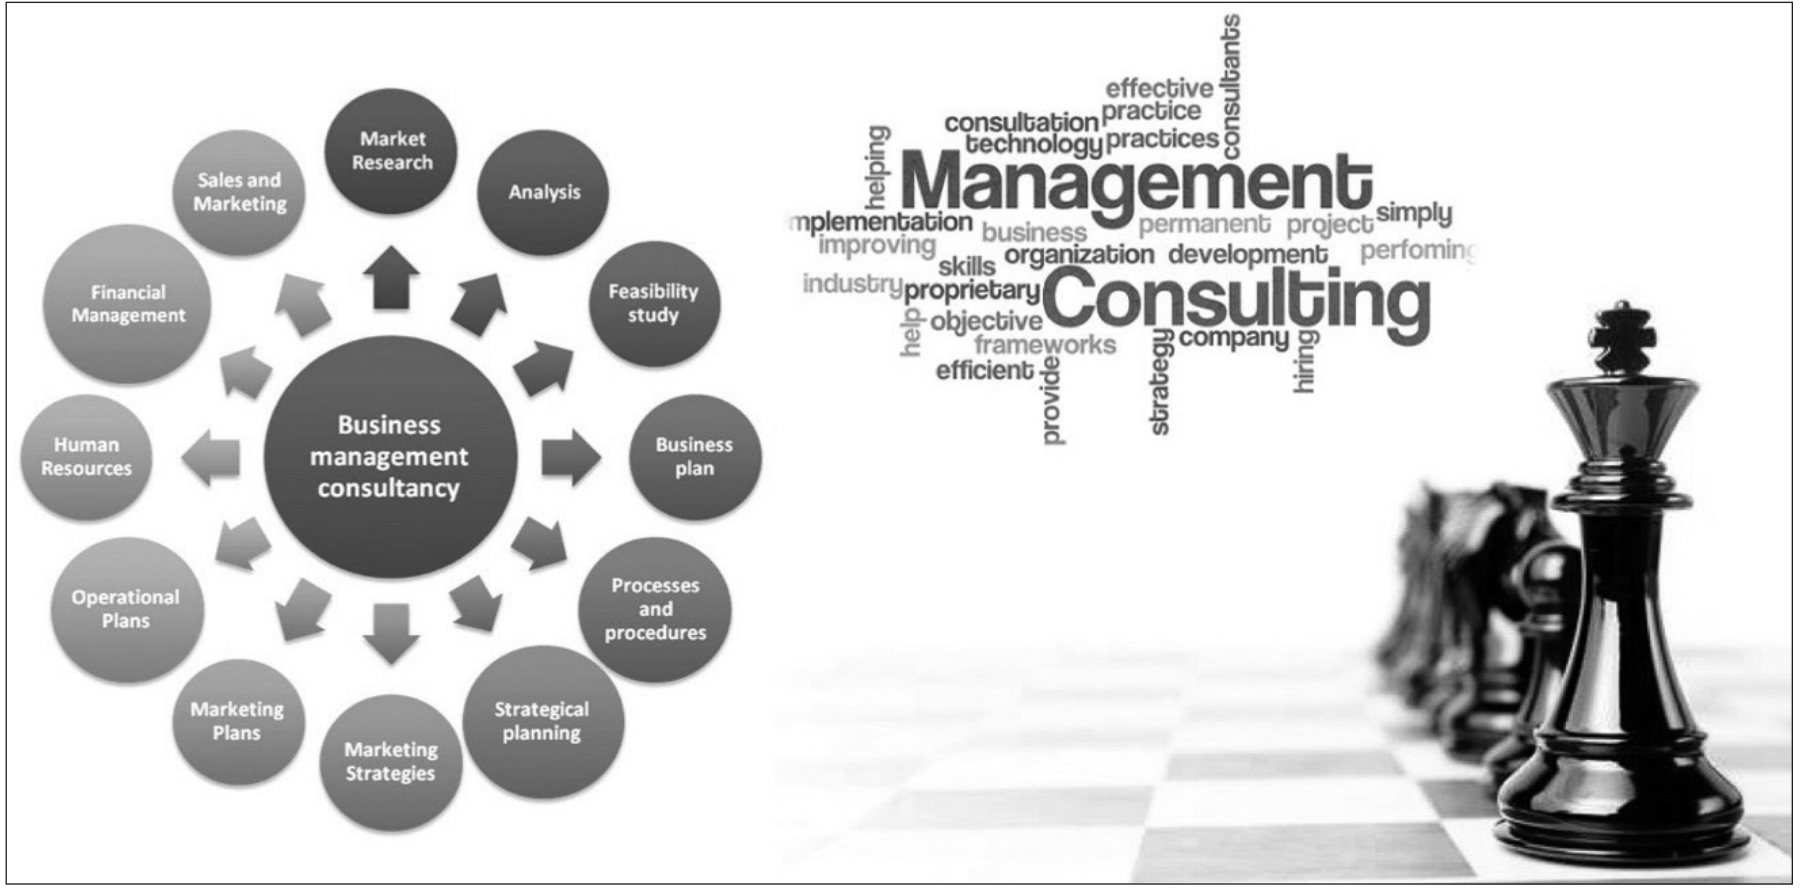 Market
Research
Analysis
Feasibility
study
Business
plan
Processes
and
procedures
Strategical
planning
Marketing
Strategies
Marketing
Plans
Operational
Plans
Human
Resources
Financial
Management
Sales and
Marketing
Business
management
consultancy
consultants
effective
practice
consultation
technology practices
helping
Management
mplementation
business
permanent project simply
improving
organization development
perfoming
skills
industry proprietary
Consulting
help
objective
frameworks
company
efficient
provide
strategy
hiring